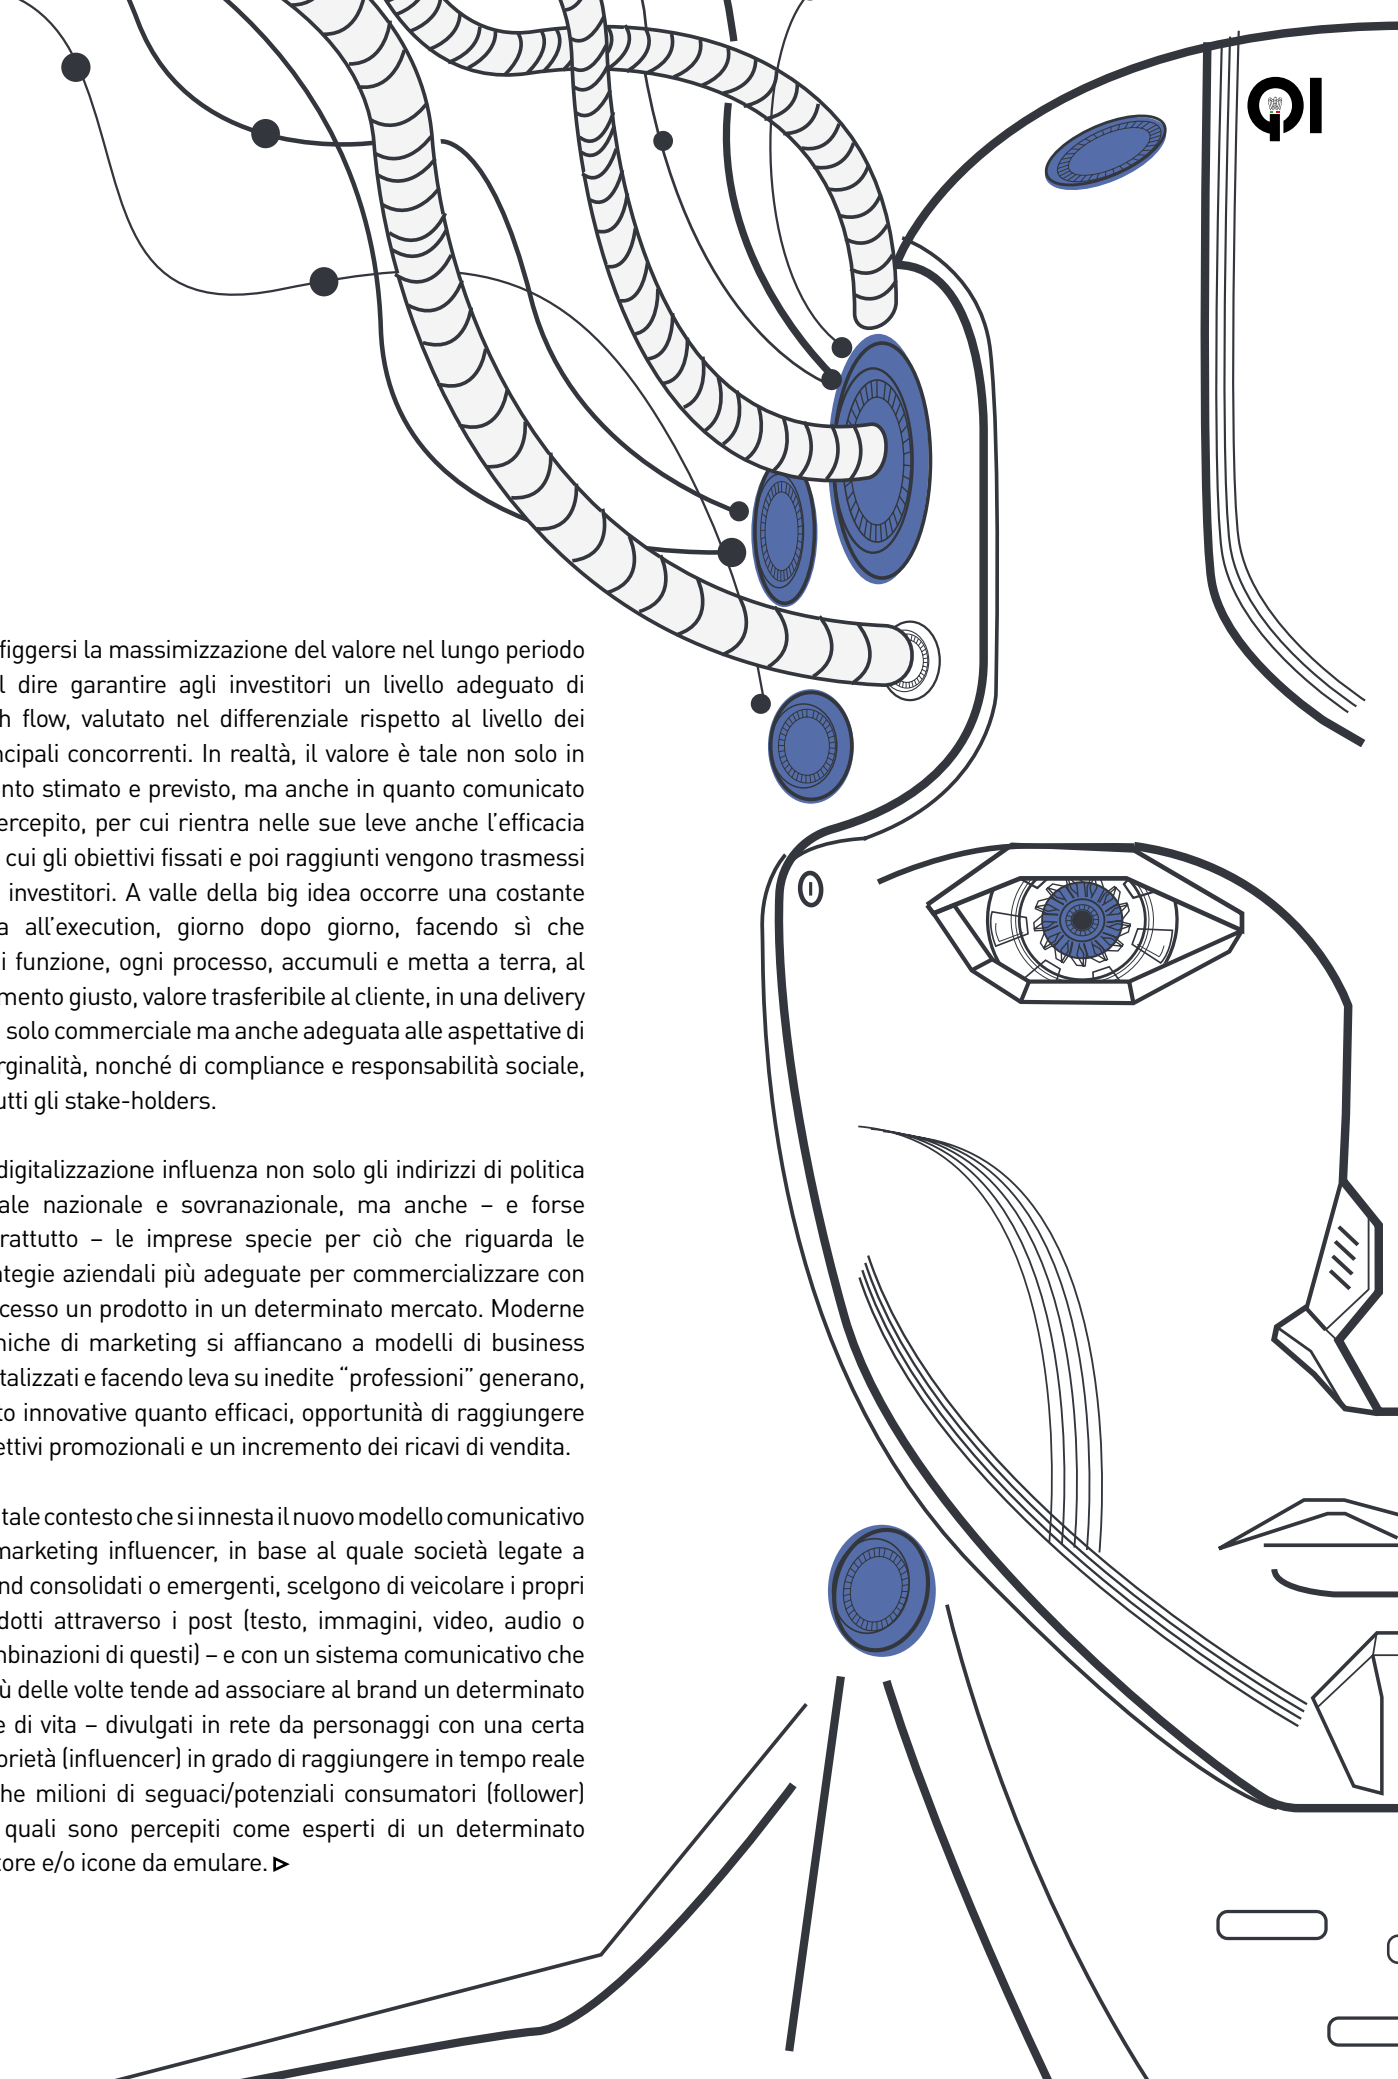 QI
figgersi la massimizzazione del valore nel lungo periodo
dire garantire agli investitori un livello adeguato di
flow, valutato nel differenziale rispetto al livello dei
ncipali concorrenti. In realtà, il valore è tale non solo in
nto stimato e previsto, ma anche in quanto comunicato
ercepito, per cui rientra nelle sue leve anche l’efficacia
cui gli obiettivi fissati e poi raggiunti vengono trasmessi
investitori. A valle della big idea occorre una costante
a all’execution, giorno dopo giorno, facendo sì che
i funzione, ogni processo, accumuli e metta a terra, al
mento giusto, valore trasferibile al cliente, in una delivery
solo commerciale ma anche adeguata alle aspettative di
rginalità, nonché di compliance e responsabilità sociale,
utti gli stake-holders.
digitalizzazione influenza non solo gli indirizzi di politica
ale nazionale e sovranazionale, ma anche – e forse
rattutto – le imprese specie per ciò che riguarda le
ategie aziendali più adeguate per commercializzare con
cesso un prodotto in un determinato mercato. Moderne
niche di marketing si affiancano a modelli di business
italizzati e facendo leva su inedite “professioni” generano,
to innovative quanto efficaci, opportunità di raggiungere
ettivi promozionali e un incremento dei ricavi di vendita.
tale contesto che si innesta il nuovo modello comunicativo
marketing influencer, in base al quale società legate a
nd consolidati o emergenti, scelgono di veicolare i propri
dotti attraverso i post (testo, immagini, video, audio o
mbinazioni di questi) – e con un sistema comunicativo che
iù delle volte tende ad associare al brand un determinato
e di vita – divulgati in rete da personaggi con una certa
orietà (influencer) in grado di raggiungere in tempo reale
he milioni di seguaci/potenziali consumatori (follower)
quali sono percepiti come esperti di un determinato
tore e/o icone da emulare.